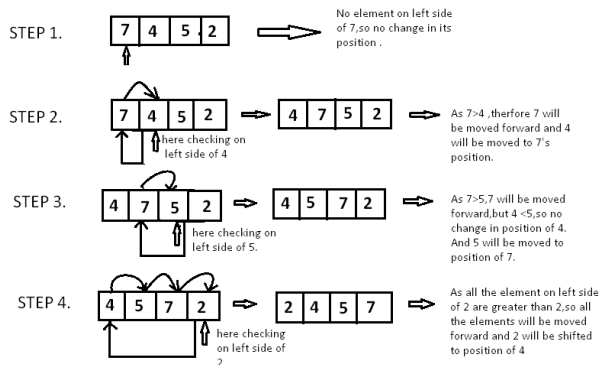 STEP 1.
7 4 5 2
No element on left side
of 7,so no change in its
position .
STEP 2.
7 4 5 2
here checking on
left side of 4
4 7 5 2
As 7>4 ,therfore 7 will
be moved forward and 4
will be moved to 7's
position.
STEP 3.
4 7 5 2
here checking on
left side of 5.
4 5 7 2
As 7>5,7 will be moved
forward,but 4 <5,so no
change in position of 4.
And 5 will be moved to
position of 7.
STEP 4.
4 5 7 2
here checking
on left side of
2
2 4 5 7
As all the element on left side
of 2 are greater than 2,so all
the elements will be moved
forward and 2 will be shifted
to position of 4